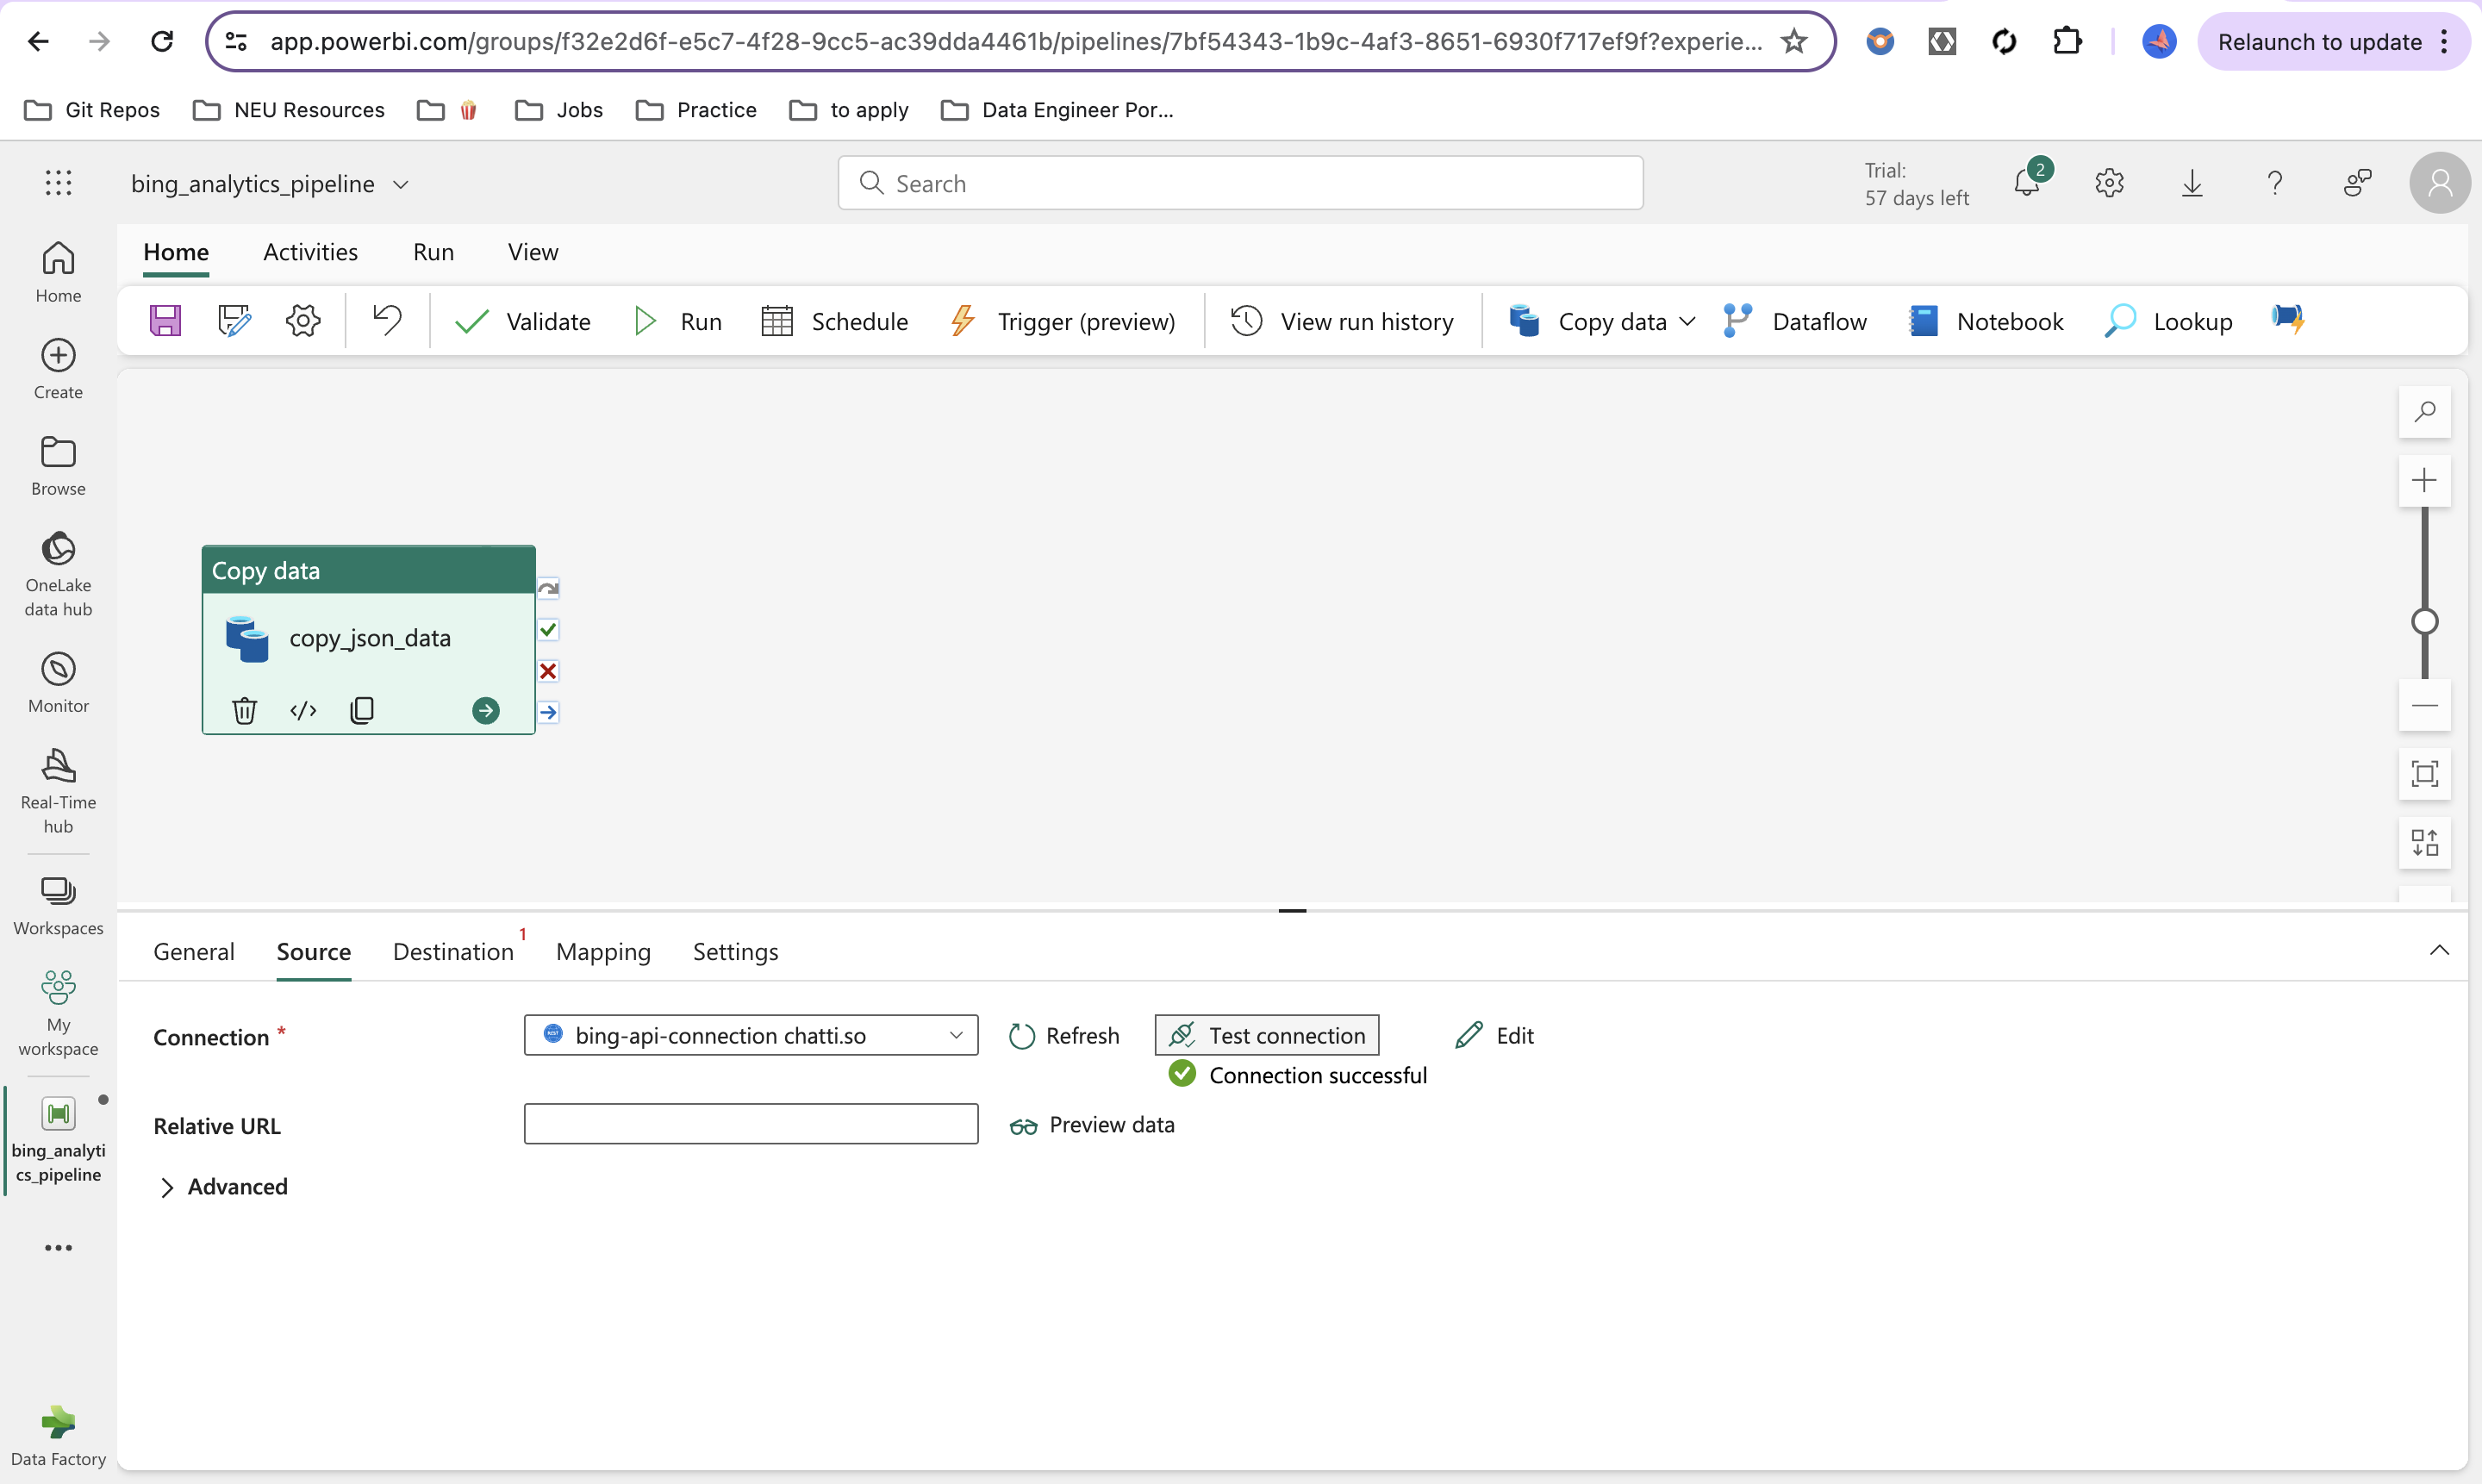 app.powerbi.com/groups/f32e2d6f-e5c7-4f28-9cc5-ac39dda4461b/pipelines/7bf54343-1b9c-4af3-8651-6930f717ef9f?experie...
Relaunch to update
Git Repos
NEU Resources
Jobs
Practice
to apply
Data Engineer Por...
bing_analytics_pipeline
Search
Trial:
57 days left
2
Home
Activities
Run
View
Validate
Run
Schedule
Trigger (preview)
View run history
Copy data
Dataflow
Notebook
Lookup
Home
Create
Browse
OneLake
data hub
Monitor
Real-Time
hub
Workspaces
My
workspace
bing_analyti
cs_pipeline
Data Factory
Copy data
copy_json_data
General
Source
Destination 1
Mapping
Settings
Connection *
bing-api-connection chatti.so
Refresh
Test connection
Edit
Connection successful
Relative URL
Preview data
Advanced